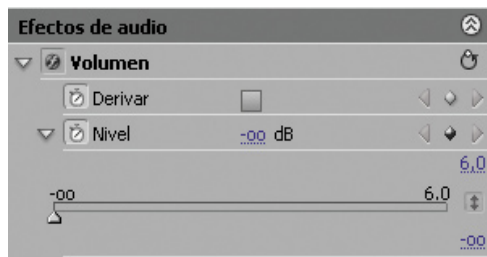 Efectos de audio
Volumen
Derivar
Nivel -oo dB
6,0
-oo 6.0
-oo